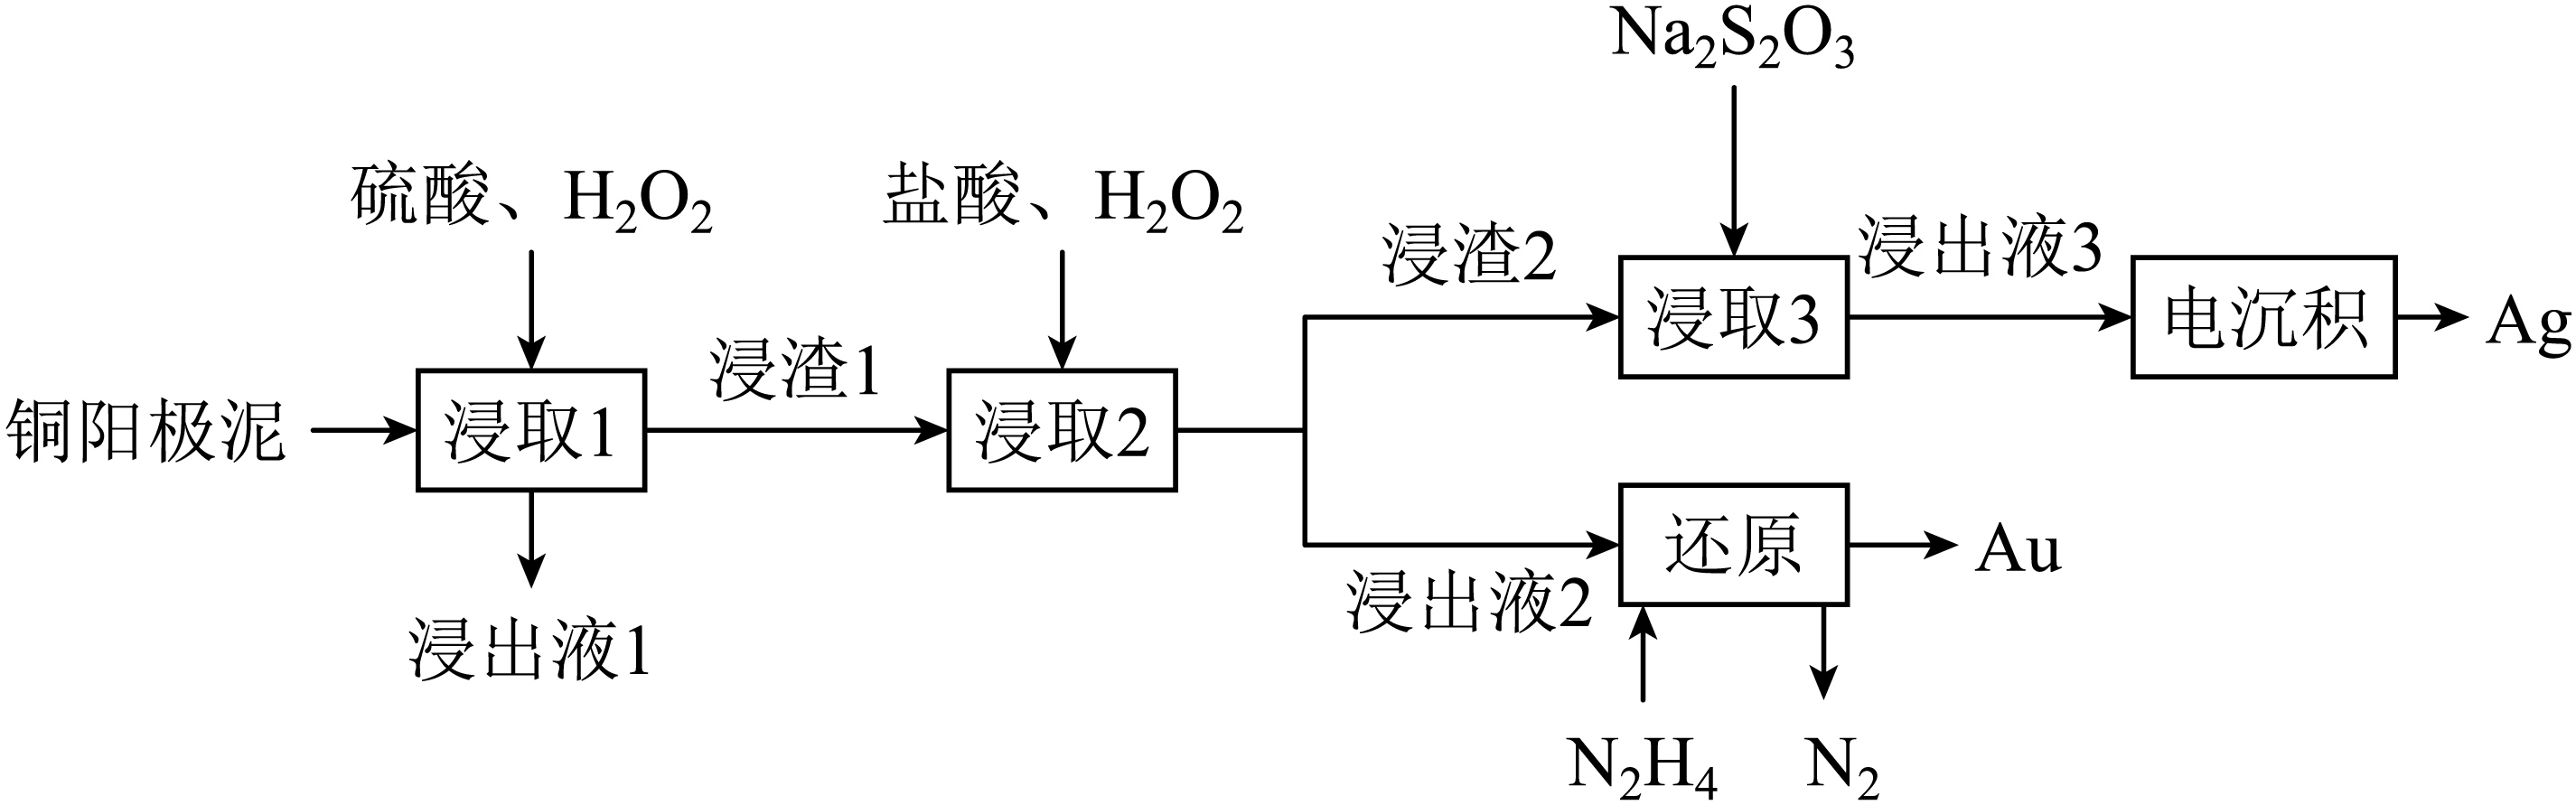 Na₂S₂O₃
硫酸、H₂O₂
盐酸、H₂O₂
浸渣2
浸取3
浸出液3
电沉积
Ag
铜阳极泥
浸取1
浸渣1
浸取2
浸出液1
浸出液2
还原
Au
N₂H₄
N₂